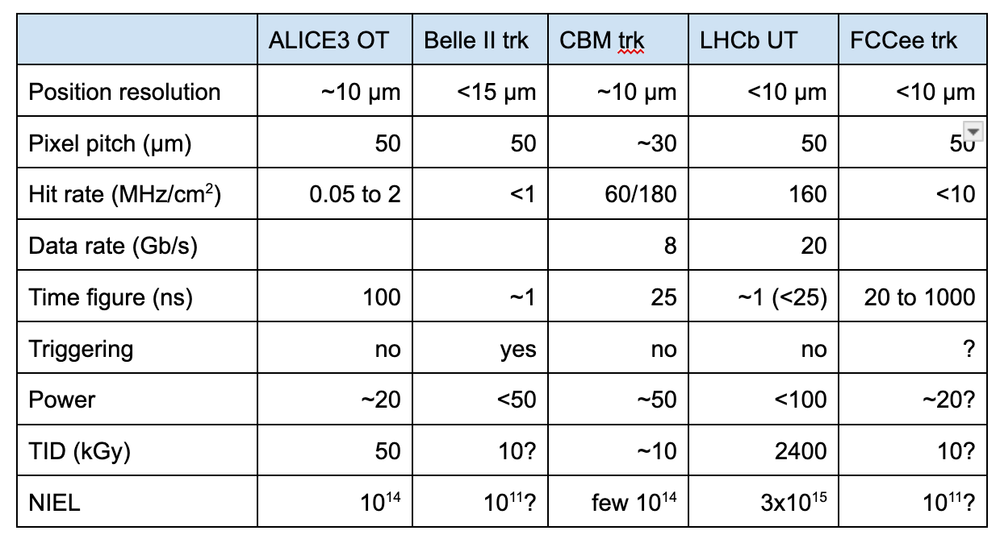 ALICE3 OT Belle II trk CBM trk LHCb UT FCCee trk
Position resolution ~10 µm <15 µm ~10 µm <10 µm <10 µm
Pixel pitch (µm) 50 50 ~30 50 50
Hit rate (MHz/cm²) 0.05 to 2 <1 60/180 160 <10
Data rate (Gb/s) 8 20
Time figure (ns) 100 ~1 25 ~1 (<25) 20 to 1000
Triggering no yes no no ?
Power ~20 <50 ~50 <100 ~20?
TID (kGy) 50 10? ~10 2400 10?
NIEL 10¹⁴ 10¹¹? few 10¹⁴ 3x10¹⁵ 10¹¹?